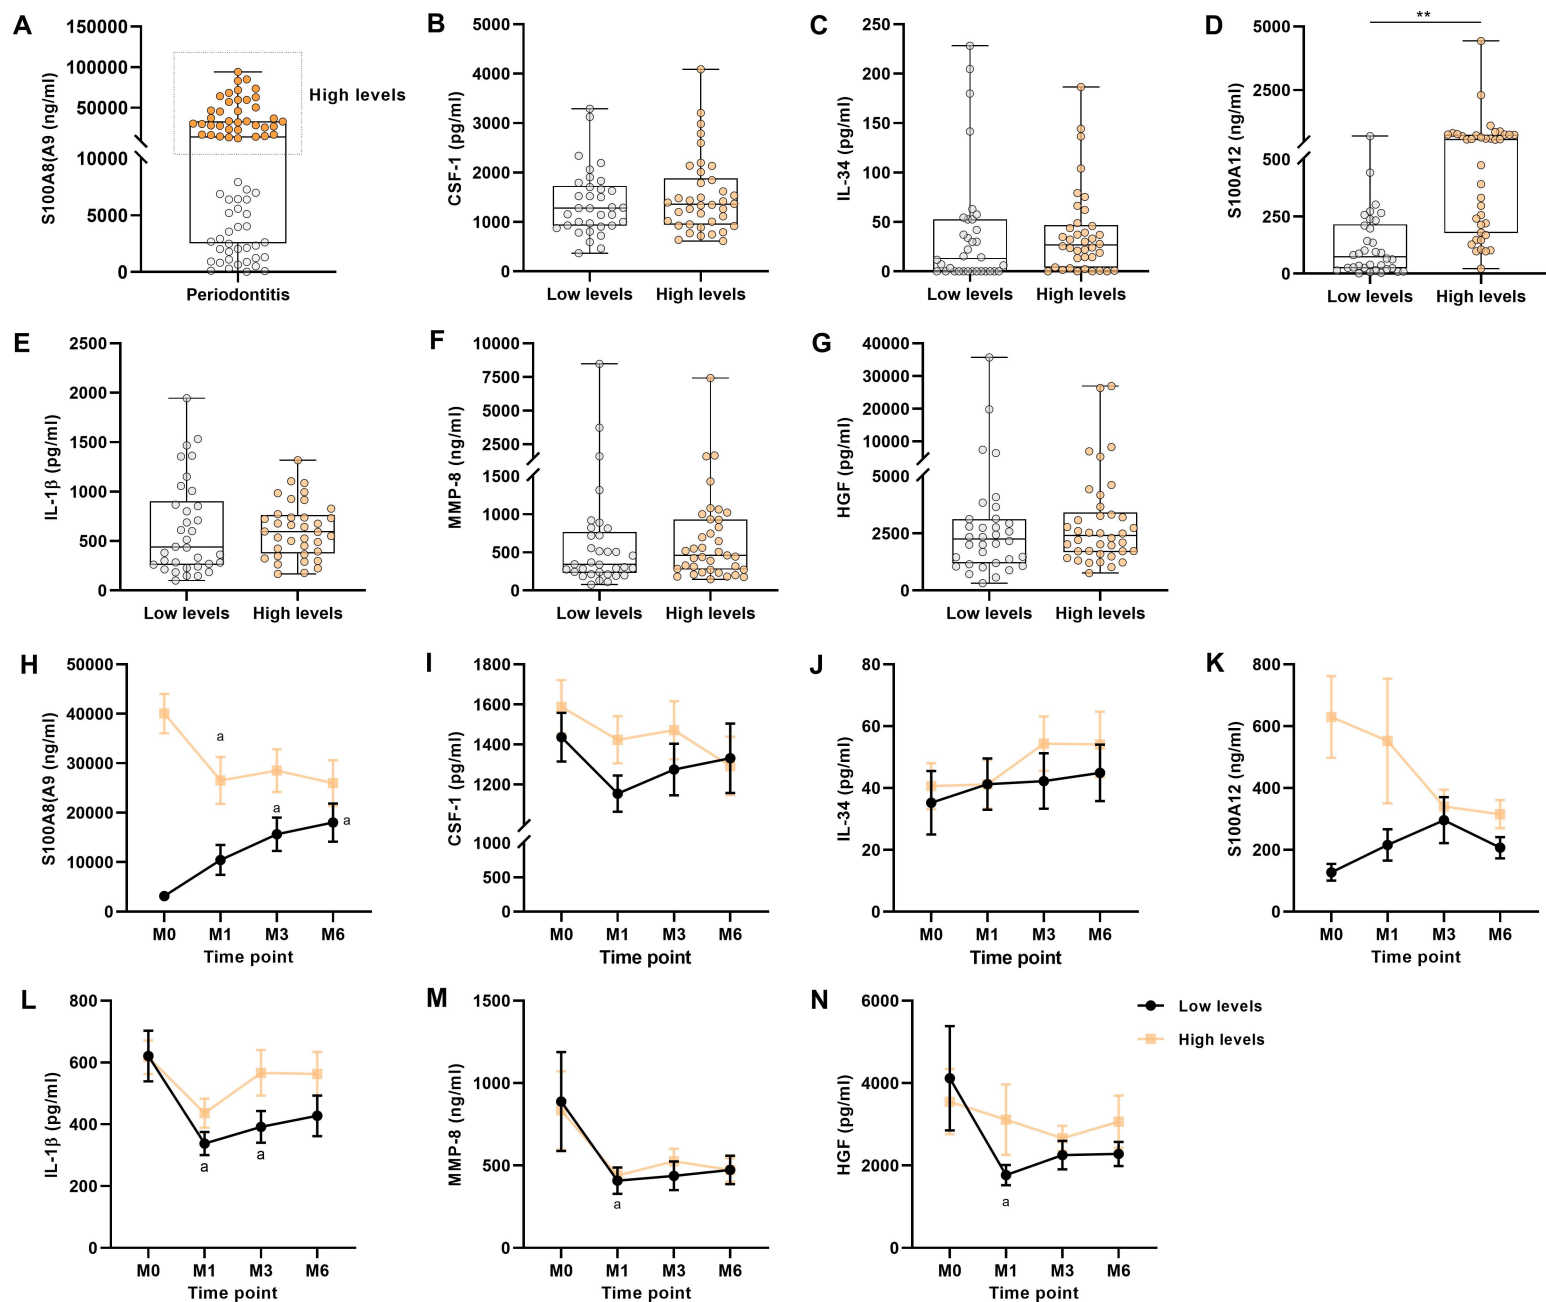 A
S100A8(A9 (ng/ml)
150000
100000
50000
10000
5000
0
High levels
Periodontitis
B
CSF-1 (pg/ml)
5000
4000
3000
2000
1000
0
Low levels High levels
C
IL-34 (pg/ml)
250
200
150
100
50
0
Low levels High levels
D
S100A12 (ng/ml)
**
5000
2500
500
250
0
Low levels High levels
E
IL-1β (pg/ml)
2500
2000
1500
1000
500
0
Low levels High levels
F
MMP-8 (ng/ml)
10000
7500
5000
2500
1500
1000
500
0
Low levels High levels
G
HGF (pg/ml)
40000
30000
20000
10000
5000
2500
0
Low levels High levels
H
S100A8(A9 (ng/ml)
50000
40000
30000
20000
10000
0
a
a
a
M0 M1 M3 M6
Time point
I
CSF-1 (pg/ml)
1800
1600
1400
1200
1000
500
0
M0 M1 M3 M6
Time point
J
IL-34 (pg/ml)
80
60
40
20
0
M0 M1 M3 M6
Time point
K
S100A12 (ng/ml)
800
600
400
200
0
M0 M1 M3 M6
Time point
L
IL-1β (pg/ml)
800
600
400
200
0
a
a
M0 M1 M3 M6
Time point
M
MMP-8 (ng/ml)
1500
1000
500
0
a
M0 M1 M3 M6
Time point
N
HGF (pg/ml)
6000
4000
2000
0
a
M0 M1 M3 M6
Time point
Low levels
High levels